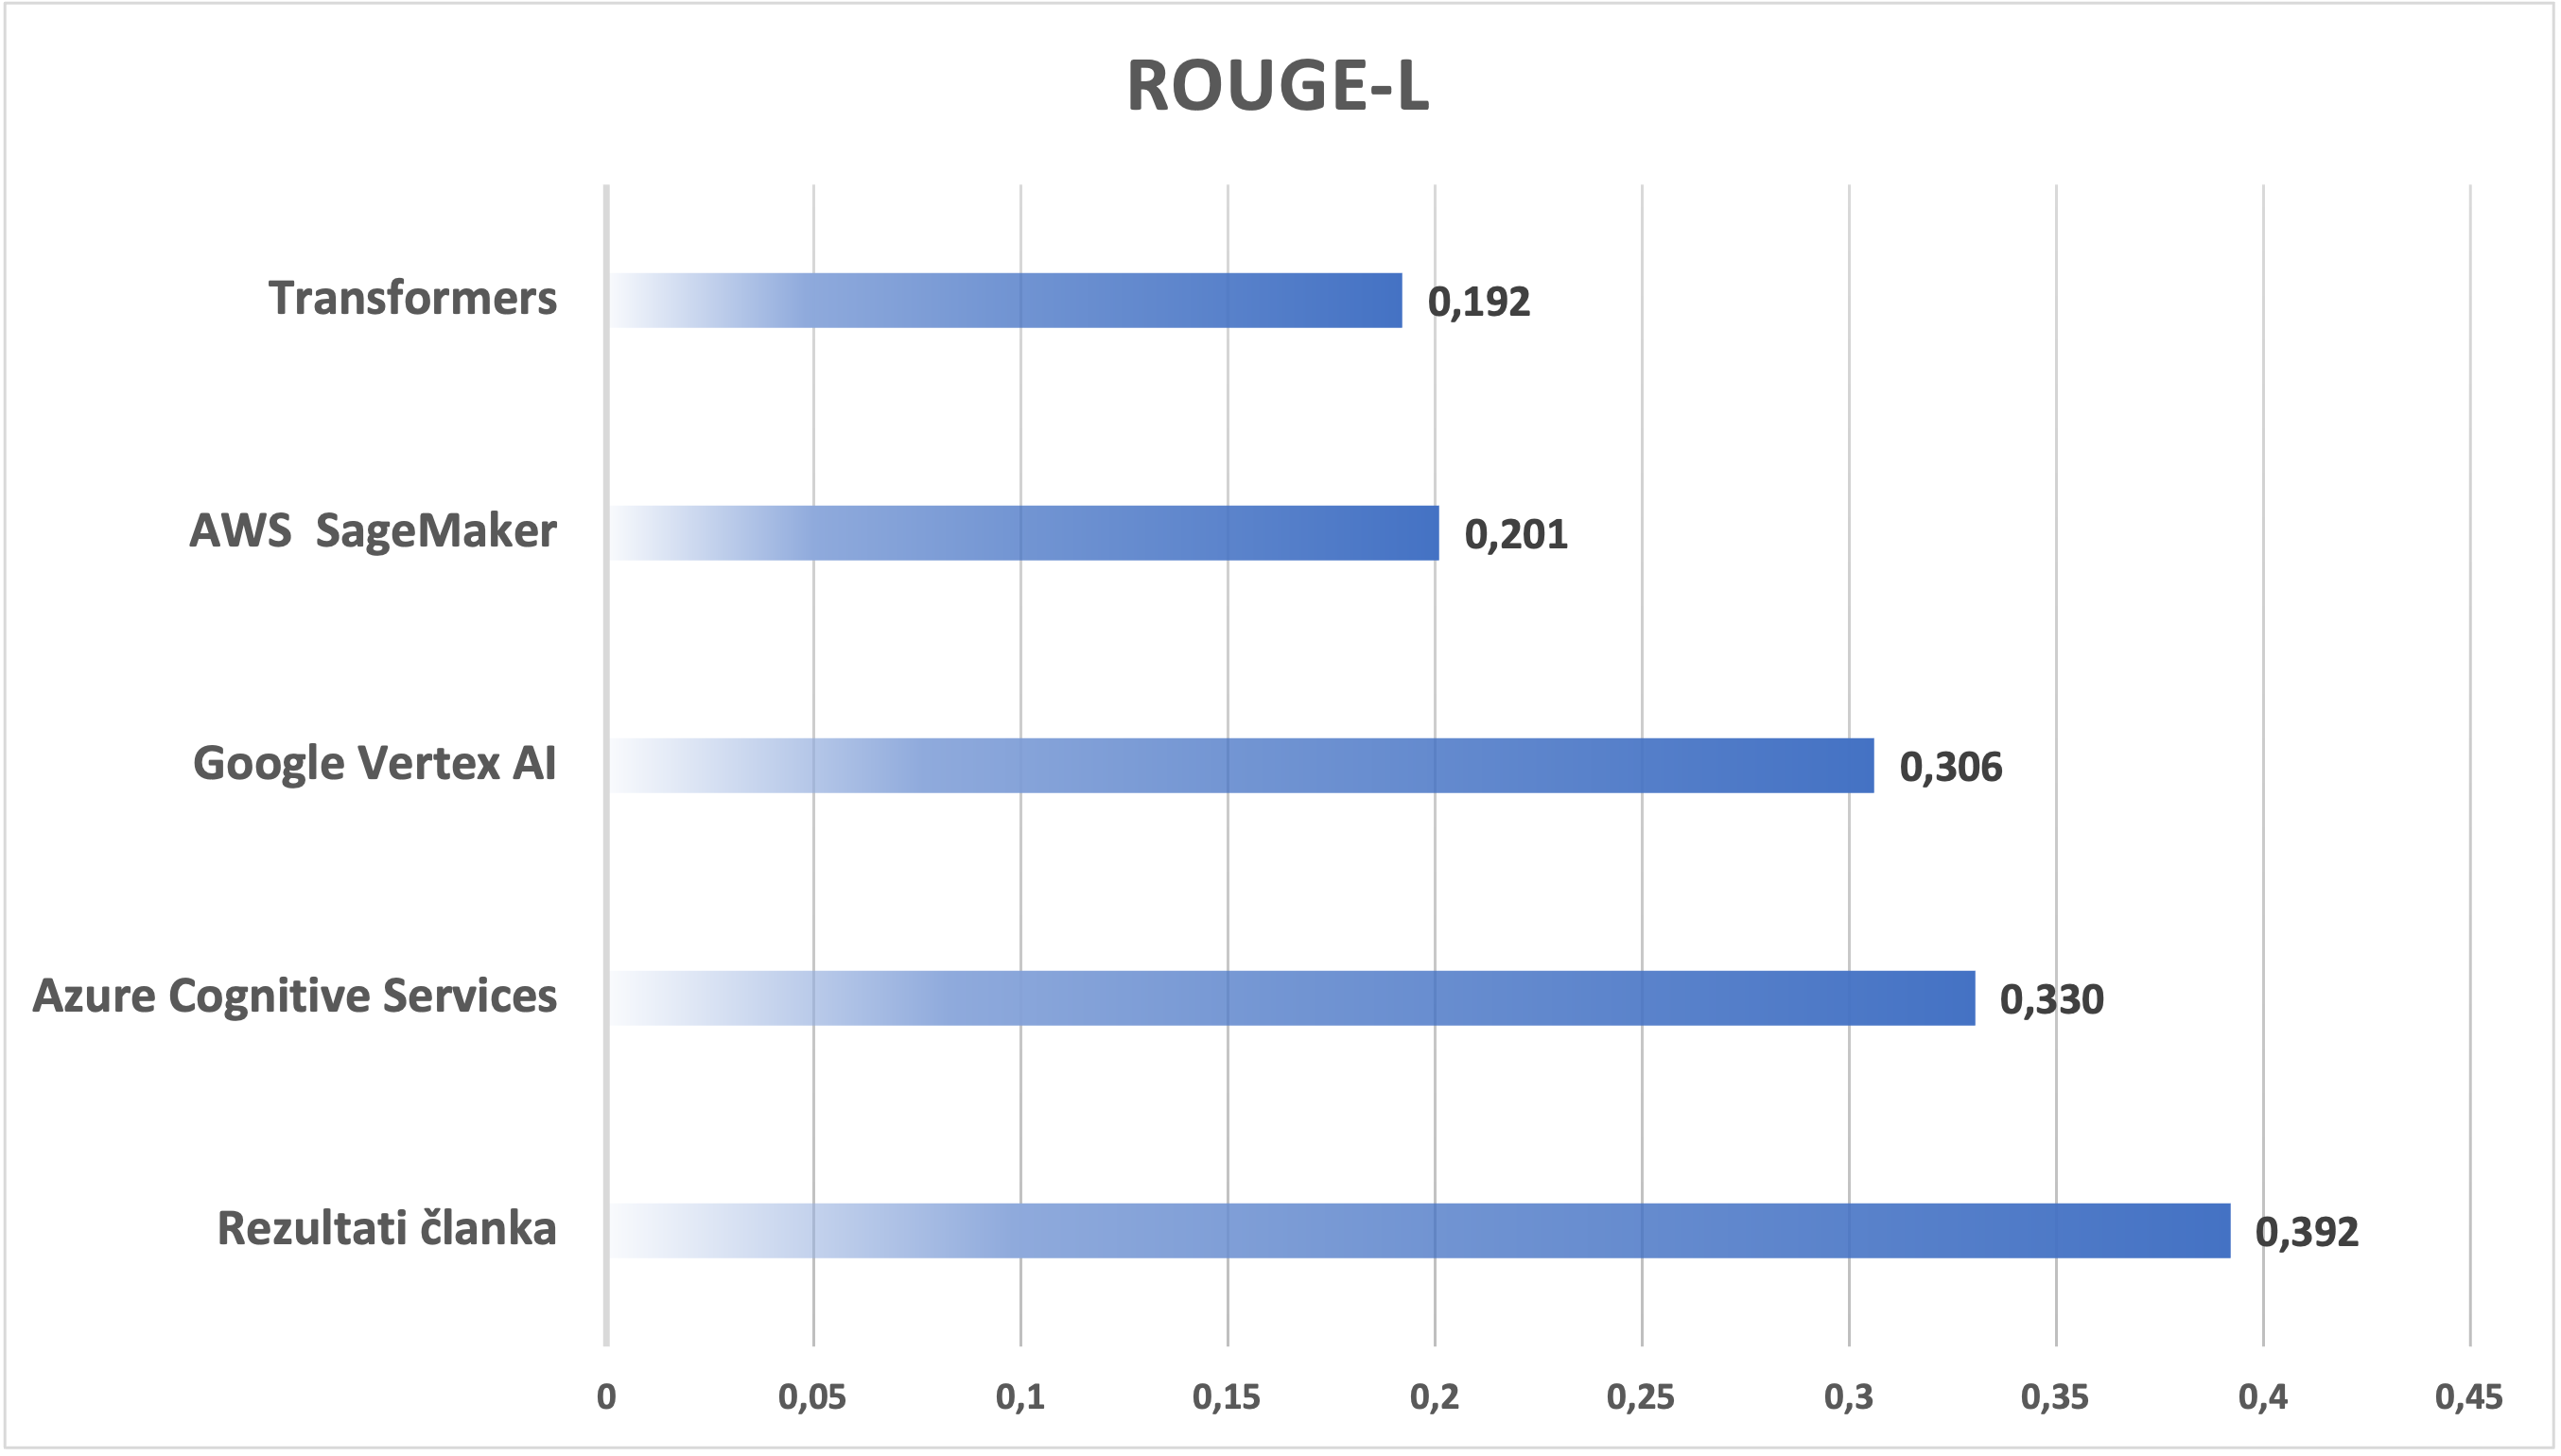 ROUGE-L
Transformers
0,192
AWS  SageMaker
0,201
Google Vertex AI
0,306
Azure Cognitive Services
0,330
Rezultati članka
0,392
0 0,05 0,1 0,15 0,2 0,25 0,3 0,35 0,4 0,45